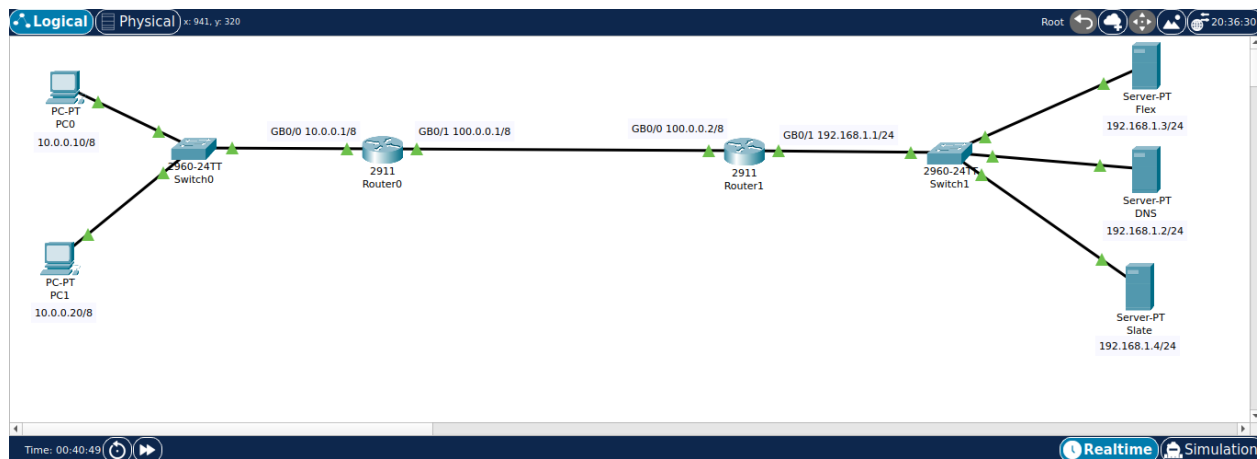 Logical
Physical
x: 941, y: 320
Root
20:36:30
PC-PT
PC0
10.0.0.10/8
2960-24TT
Switch0
GB0/0 10.0.0.1/8
2911
Router0
GB0/1 100.0.0.1/8
GB0/0 100.0.0.2/8
2911
Router1
GB0/1 192.168.1.1/24
2960-24TT
Switch1
Server-PT
Flex
192.168.1.3/24
Server-PT
DNS
192.168.1.2/24
PC-PT
PC1
10.0.0.20/8
Server-PT
Slate
192.168.1.4/24
Time: 00:40:49
Realtime
Simulation